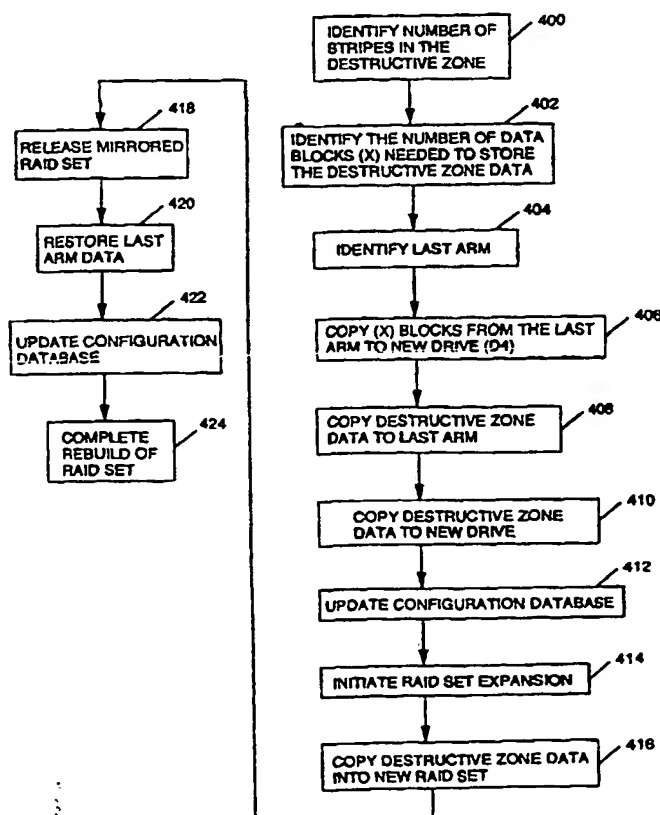 400
IDENTIFY NUMBER OF
STRIPES IN THE
DESTRUCTIVE ZONE
402
IDENTIFY THE NUMBER OF DATA
BLOCKS (X) NEEDED TO STORE
THE DESTRUCTIVE ZONE DATA
404
IDENTIFY LAST ARM
406
COPY (X) BLOCKS FROM THE LAST
ARM TO NEW DRIVE (D4)
408
COPY DESTRUCTIVE ZONE
DATA TO LAST ARM
410
COPY DESTRUCTIVE ZONE
DATA TO NEW DRIVE
412
UPDATE CONFIGURATION DATABASE
414
INITIATE RAID SET EXPANSION
416
COPY DESTRUCTIVE ZONE DATA
INTO NEW RAID SET
418
RELEASE MIRRORED
RAID SET
420
RESTORE LAST
ARM DATA
422
UPDATE CONFIGURATION
DATABASE
424
COMPLETE
REBUILD OF
RAID SET